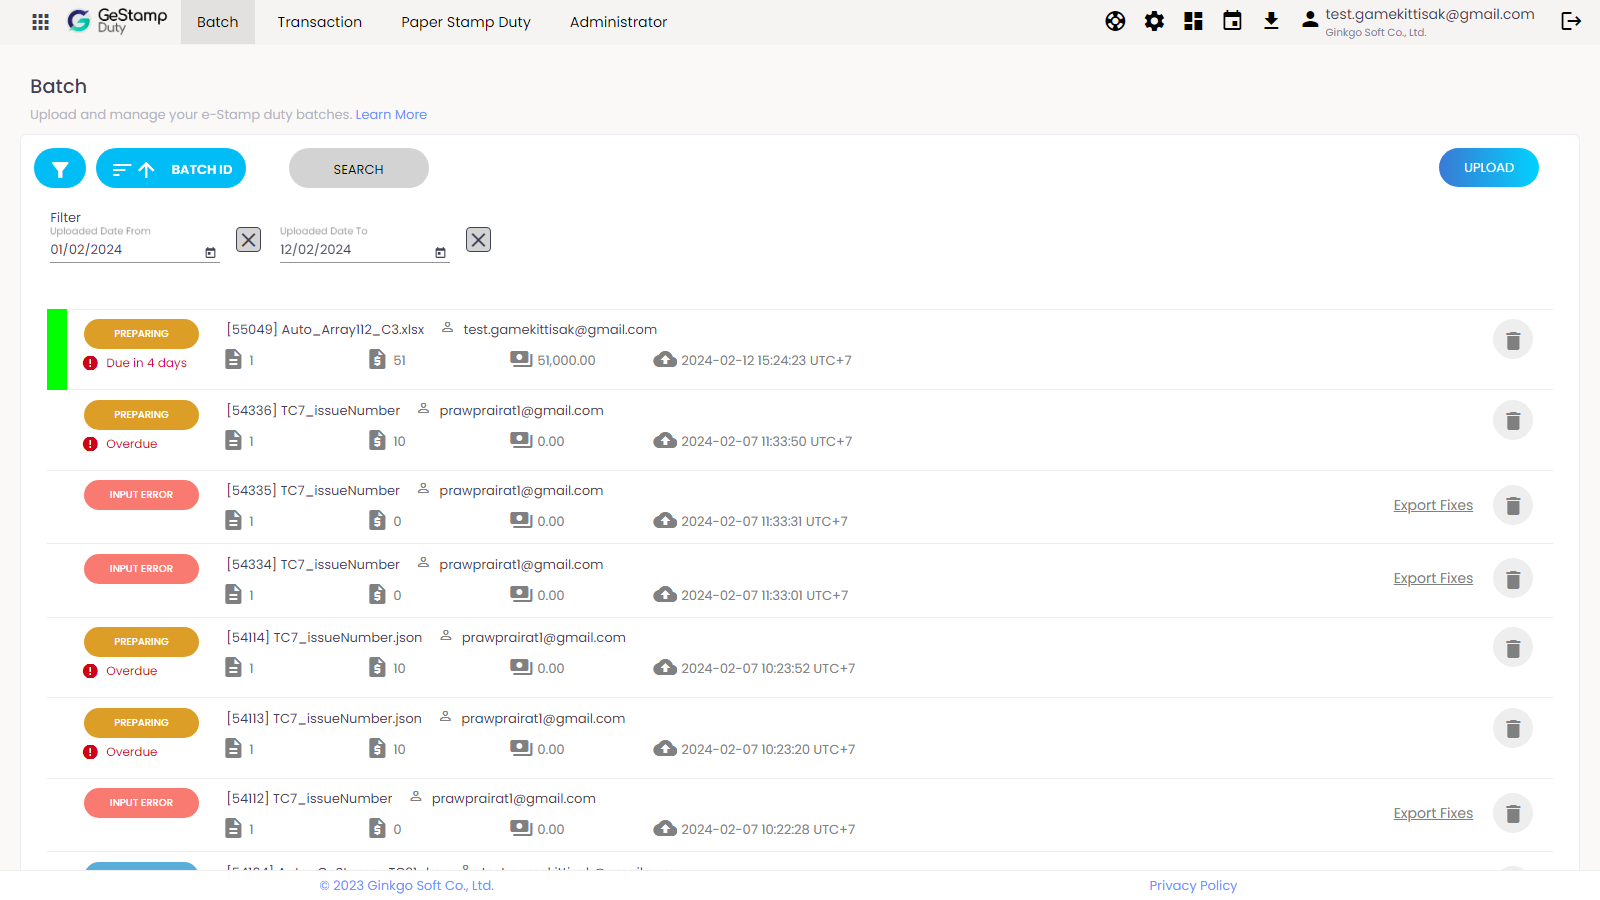 GeStamp
Duty
Batch
Transaction
Paper Stamp Duty
Administrator
test.gamekittisak@gmail.com
Ginkgo Soft Co., Ltd.
Batch
Upload and manage your e-Stamp duty batches. Learn More
BATCH ID
SEARCH
UPLOAD
Filter
Uploaded Date From
01/02/2024
Uploaded Date To
12/02/2024
PREPARING
[55049] Auto_Array112_C3.xlsx test.gamekittisak@gmail.com
Due in 4 days
1 51 51,000.00 2024-02-12 15:24:23 UTC+7
PREPARING
[54336] TC7_issueNumber prawprairat1@gmail.com
Overdue
1 10 0.00 2024-02-07 11:33:50 UTC+7
INPUT ERROR
[54335] TC7_issueNumber prawprairat1@gmail.com
Export Fixes
1 0 0.00 2024-02-07 11:33:31 UTC+7
INPUT ERROR
[54334] TC7_issueNumber prawprairat1@gmail.com
Export Fixes
1 0 0.00 2024-02-07 11:33:01 UTC+7
PREPARING
[54114] TC7_issueNumber.json prawprairat1@gmail.com
Overdue
1 10 0.00 2024-02-07 10:23:52 UTC+7
PREPARING
[54113] TC7_issueNumber.json prawprairat1@gmail.com
Overdue
1 10 0.00 2024-02-07 10:23:20 UTC+7
INPUT ERROR
[54112] TC7_issueNumber prawprairat1@gmail.com
Export Fixes
1 0 0.00 2024-02-07 10:22:28 UTC+7
© 2023 Ginkgo Soft Co., Ltd.
Privacy Policy